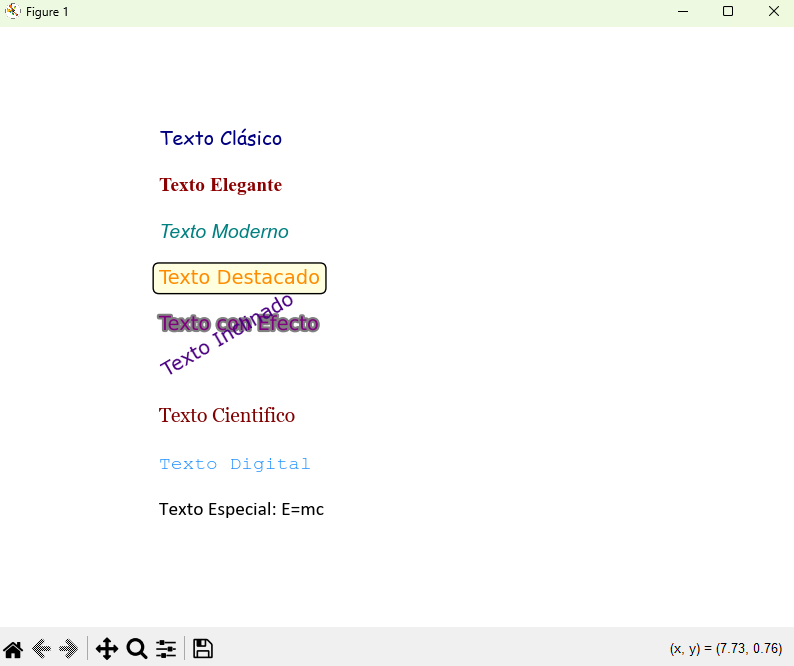 Figure 1
Texto Clásico
Texto Elegante
Texto Moderno
Texto Destacado
Texto con Efecto
Texto Inclinado
Texto Cientifico
Texto Digital
Texto Especial: E=mc
(x, y) = (7.73, 0.76)